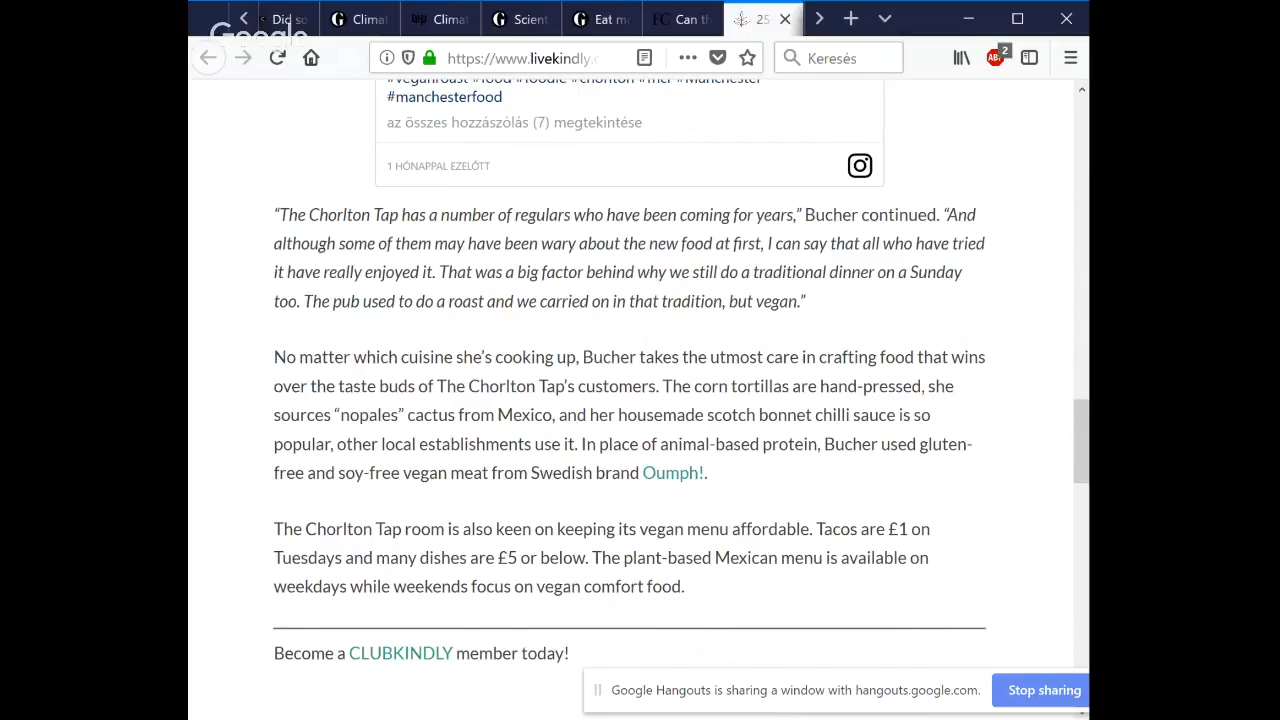 Did so
Climat
Climat
Scient
Eat me
Can th
25
Google
https://www.livekindly.c
Keresés
ABP
2
#veganroast #food #foodie #chorlton #mcr #Manchester
#manchesterfood
az összes hozzászólás (7) megtekintése
1 HÓNAPPAL EZELŐTT
“The Chorlton Tap has a number of regulars who have been coming for years,” Bucher continued. “And
although some of them may have been wary about the new food at first, I can say that all who have tried
it have really enjoyed it. That was a big factor behind why we still do a traditional dinner on a Sunday
too. The pub used to do a roast and we carried on in that tradition, but vegan.”
No matter which cuisine she’s cooking up, Bucher takes the utmost care in crafting food that wins
over the taste buds of The Chorlton Tap’s customers. The corn tortillas are hand-pressed, she
sources “nopales” cactus from Mexico, and her housemade scotch bonnet chilli sauce is so
popular, other local establishments use it. In place of animal-based protein, Bucher used gluten-
free and soy-free vegan meat from Swedish brand Oumph!.
The Chorlton Tap room is also keen on keeping its vegan menu affordable. Tacos are £1 on
Tuesdays and many dishes are £5 or below. The plant-based Mexican menu is available on
weekdays while weekends focus on vegan comfort food.
Become a CLUBKINDLY member today!
Google Hangouts is sharing a window with hangouts.google.com.
Stop sharing